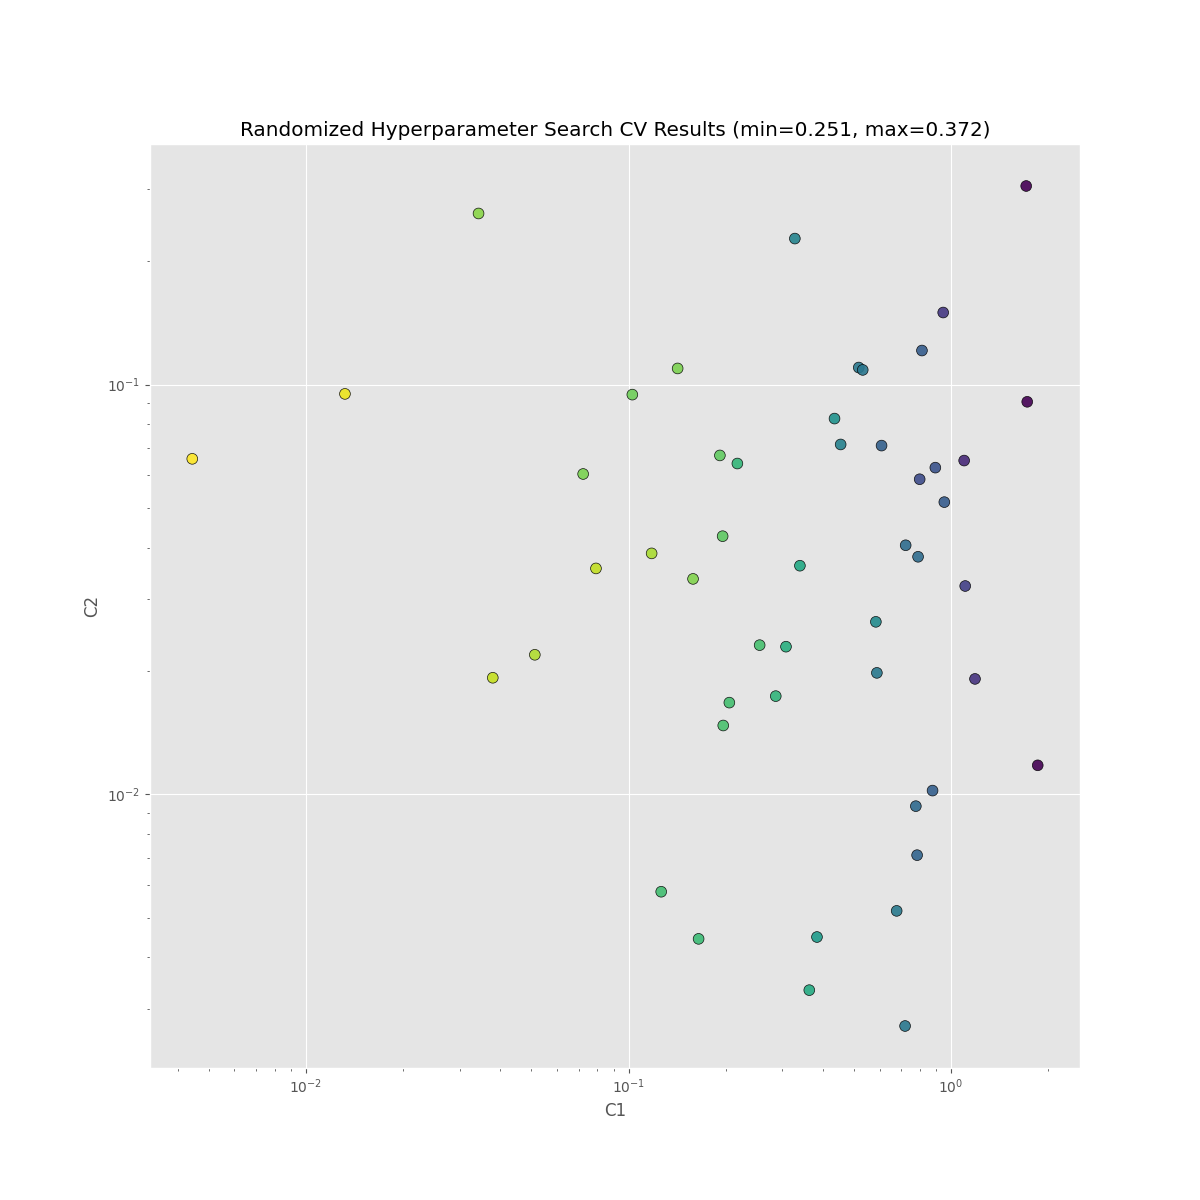 Randomized Hyperparameter Search CV Results (min=0.251, max=0.372)
10⁻¹
C2
10⁻²
10⁻² 10⁻¹ 10⁰
C1